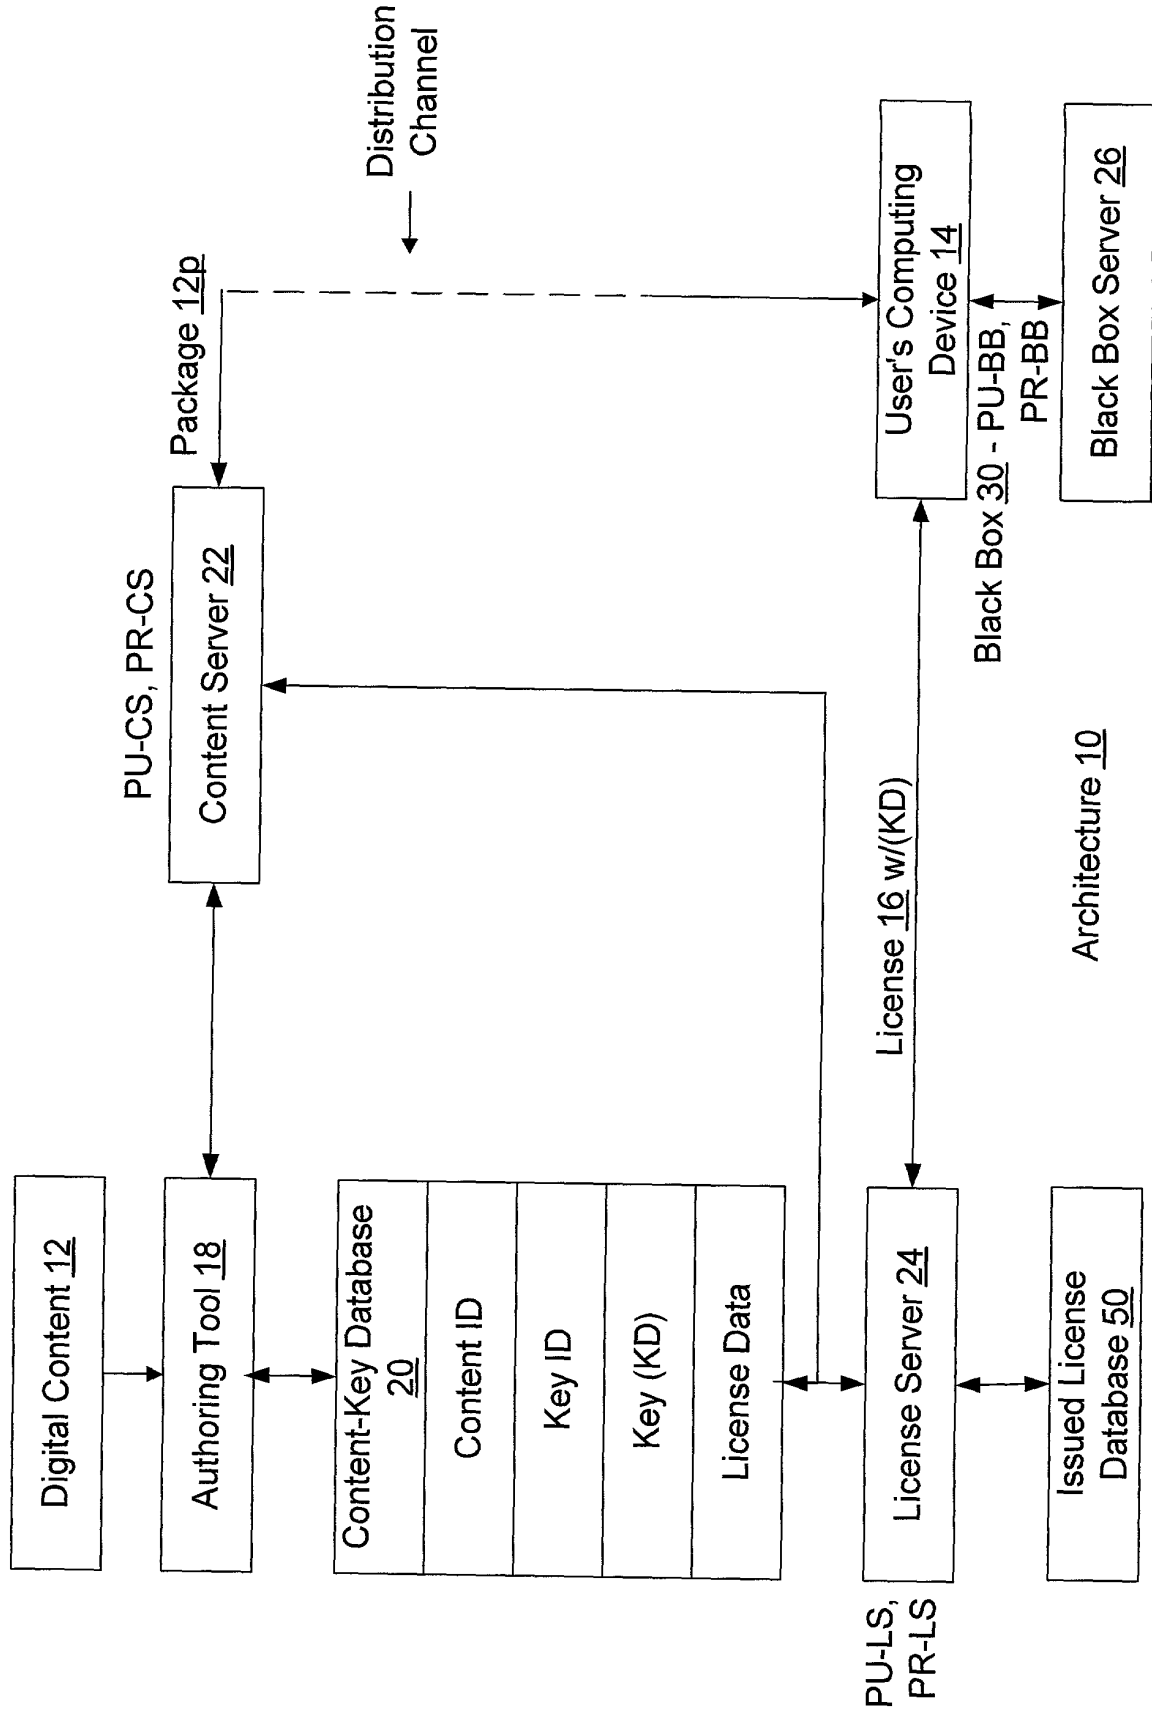 Digital Content 12
Authoring Tool 18
Content-Key Database
20
Content ID
Key ID
Key (KD)
License Data
PU-LS,
PR-LS
License Server 24
Issued License
Database 50
PU-CS, PR-CS
Content Server 22
Package 12p
Distribution
Channel
License 16 w/(KD)
User's Computing
Device 14
Black Box 30 - PU-BB,
PR-BB
Black Box Server 26
Architecture 10